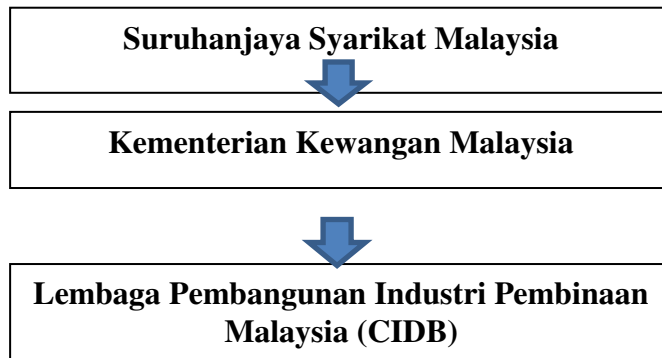 Suruhanjaya Syarikat Malaysia
Kementerian Kewangan Malaysia
Lembaga Pembangunan Industri Pembinaan
Malaysia (CIDB)